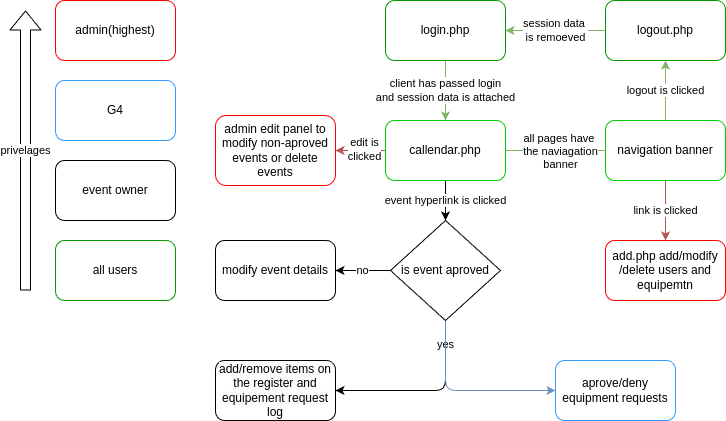 admin(highest)
G4
privelages
event owner
all users
login.php
session data
is remoeved
logout.php
client has passed login
and session data is attached
logout is clicked
admin edit panel to
modify non-aproved
events or delete
events
edit is
clicked
callendar.php
all pages have
the naviagation
banner
navigation banner
event hyperlink is clicked
link is clicked
modify event details
no
is event aproved
add.php add/modify
/delete users and
equipemtn
yes
add/remove items on
the register and
equipement request
log
aprove/deny
equipment requests